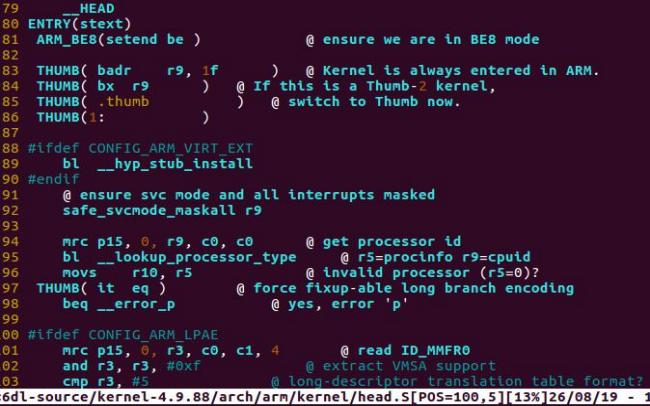 79 __HEAD
80 ENTRY(stext)
81 ARM_BE8(setend be ) @ ensure we are in BE8 mode
82
83 THUMB( badr r9, 1f ) @ Kernel is always entered in ARM.
84 THUMB( bx r9 ) @ If this is a Thumb-2 kernel,
85 THUMB( .thumb ) @ switch to Thumb now.
86 THUMB(1: )
87
88 #ifdef CONFIG_ARM_VIRT_EXT
89 bl __hyp_stub_install
90 #endif
91 @ ensure svc mode and all interrupts masked
92 safe_svcmode_maskall r9
93
94 mrc p15, 0, r9, c0, c0 @ get processor id
95 bl __lookup_processor_type @ r5=procinfo r9=cpuid
96 movs r10, r5 @ invalid processor (r5=0)?
97 THUMB( it eq ) @ force fixup-able long branch encoding
98 beq __error_p @ yes, error 'p'
99
100 #ifdef CONFIG_ARM_LPAE
101 mrc p15, 0, r3, c0, c1, 4 @ read ID_MMFR0
102 and r3, r3, #0xf @ extract VMSA support
103 cmp r3, #5 @ long-descriptor translation table format?
6dl-source/kernel-4.9.88/arch/arm/kernel/head.S[POS=100,5][13%]26/08/19 - 1